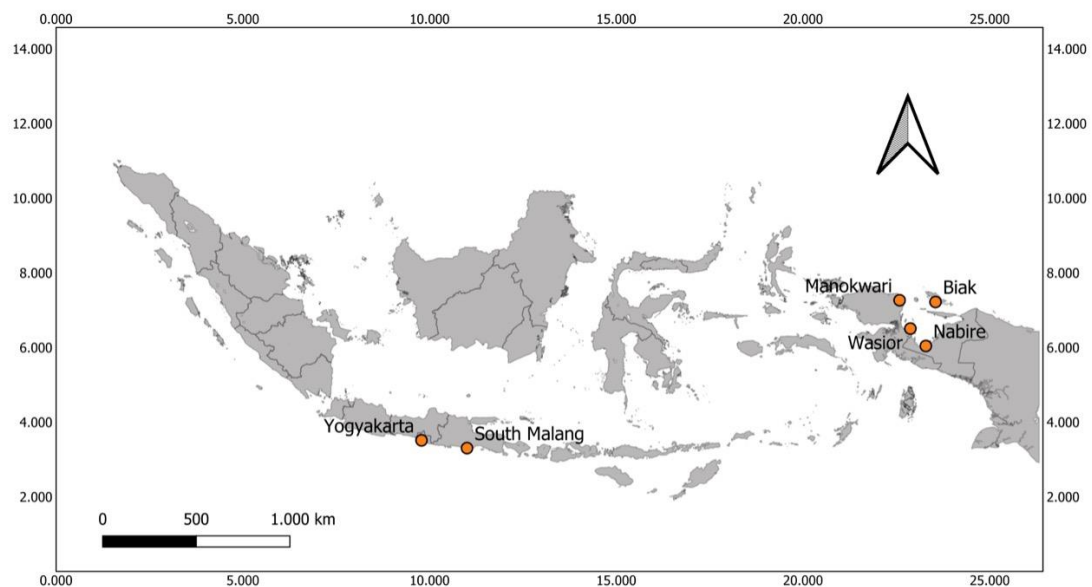 0.000 5.000 10.000 15.000 20.000 25.000
14.000 14.000
12.000 12.000
10.000 10.000
8.000 8.000
Manokwari Biak
Wasior Nabire
6.000 6.000
4.000 4.000
Yogyakarta South Malang
2.000 2.000
0 500 1.000 km
0.000 5.000 10.000 15.000 20.000 25.000